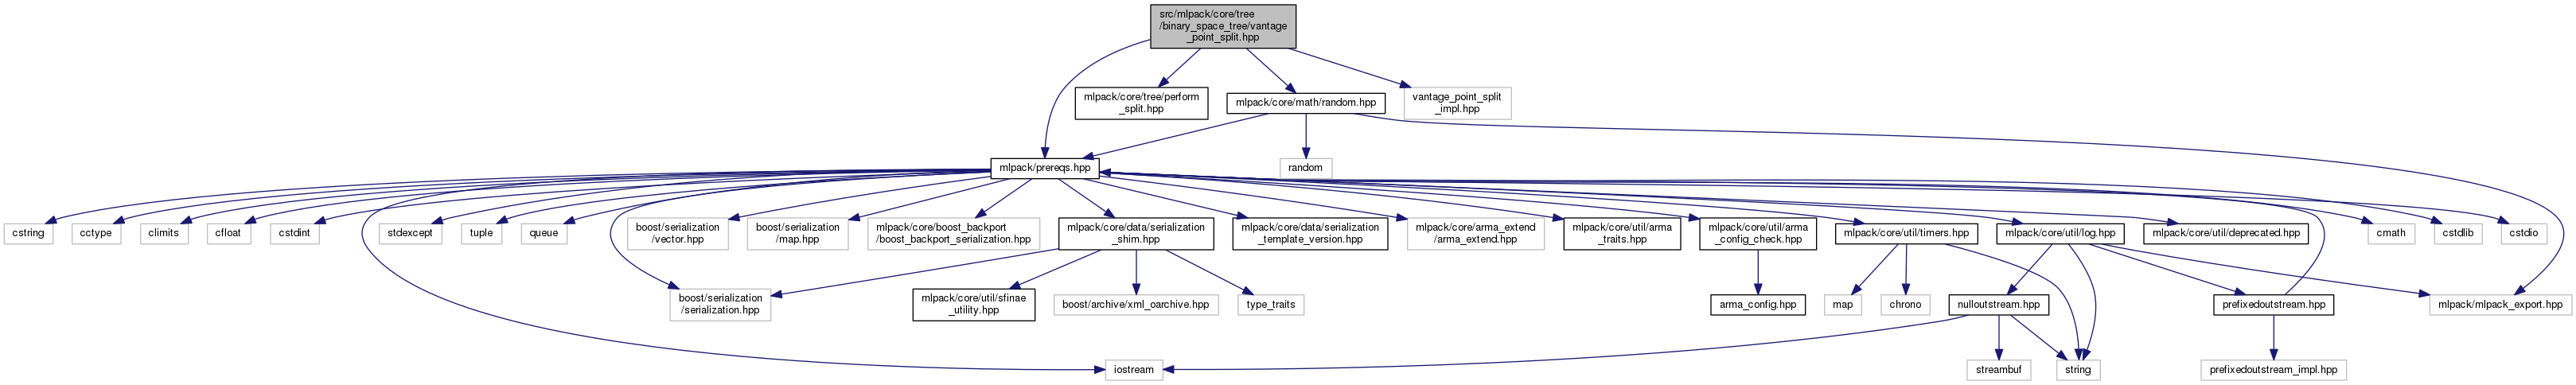 src/mlpack/core/tree
/binary_space_tree/vantage
_point_split.hpp
mlpack/core/tree/perform
_split.hpp
mlpack/core/math/random.hpp
vantage_point_split
_impl.hpp
mlpack/prereqs.hpp
random
cstring
cctype
climits
cfloat
cstdint
stdexcept
tuple
queue
boost/serialization
/vector.hpp
boost/serialization
/map.hpp
mlpack/core/boost_backport
/boost_backport_serialization.hpp
mlpack/core/data/serialization
_shim.hpp
mlpack/core/data/serialization
_template_version.hpp
mlpack/core/arma_extend
/arma_extend.hpp
mlpack/core/util/arma
_traits.hpp
mlpack/core/util/arma
_config_check.hpp
mlpack/core/util/timers.hpp
mlpack/core/util/log.hpp
mlpack/core/util/deprecated.hpp
cmath
cstdlib
cstdio
boost/serialization
/serialization.hpp
mlpack/core/util/sfinae
_utility.hpp
boost/archive/xml_oarchive.hpp
type_traits
arma_config.hpp
map
chrono
nulloutstream.hpp
prefixedoutstream.hpp
mlpack/mlpack_export.hpp
iostream
streambuf
string
prefixedoutstream_impl.hpp